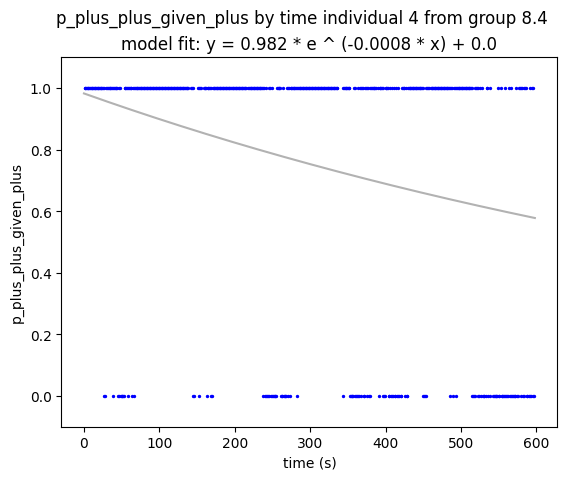 p_plus_plus_given_plus by time individual 4 from group 8.4
model fit: y = 0.982 * e ^ (-0.0008 * x) + 0.0
p_plus_plus_given_plus
1.0
0.8
0.6
0.4
0.2
0.0
0 100 200 300 400 500 600
time (s)